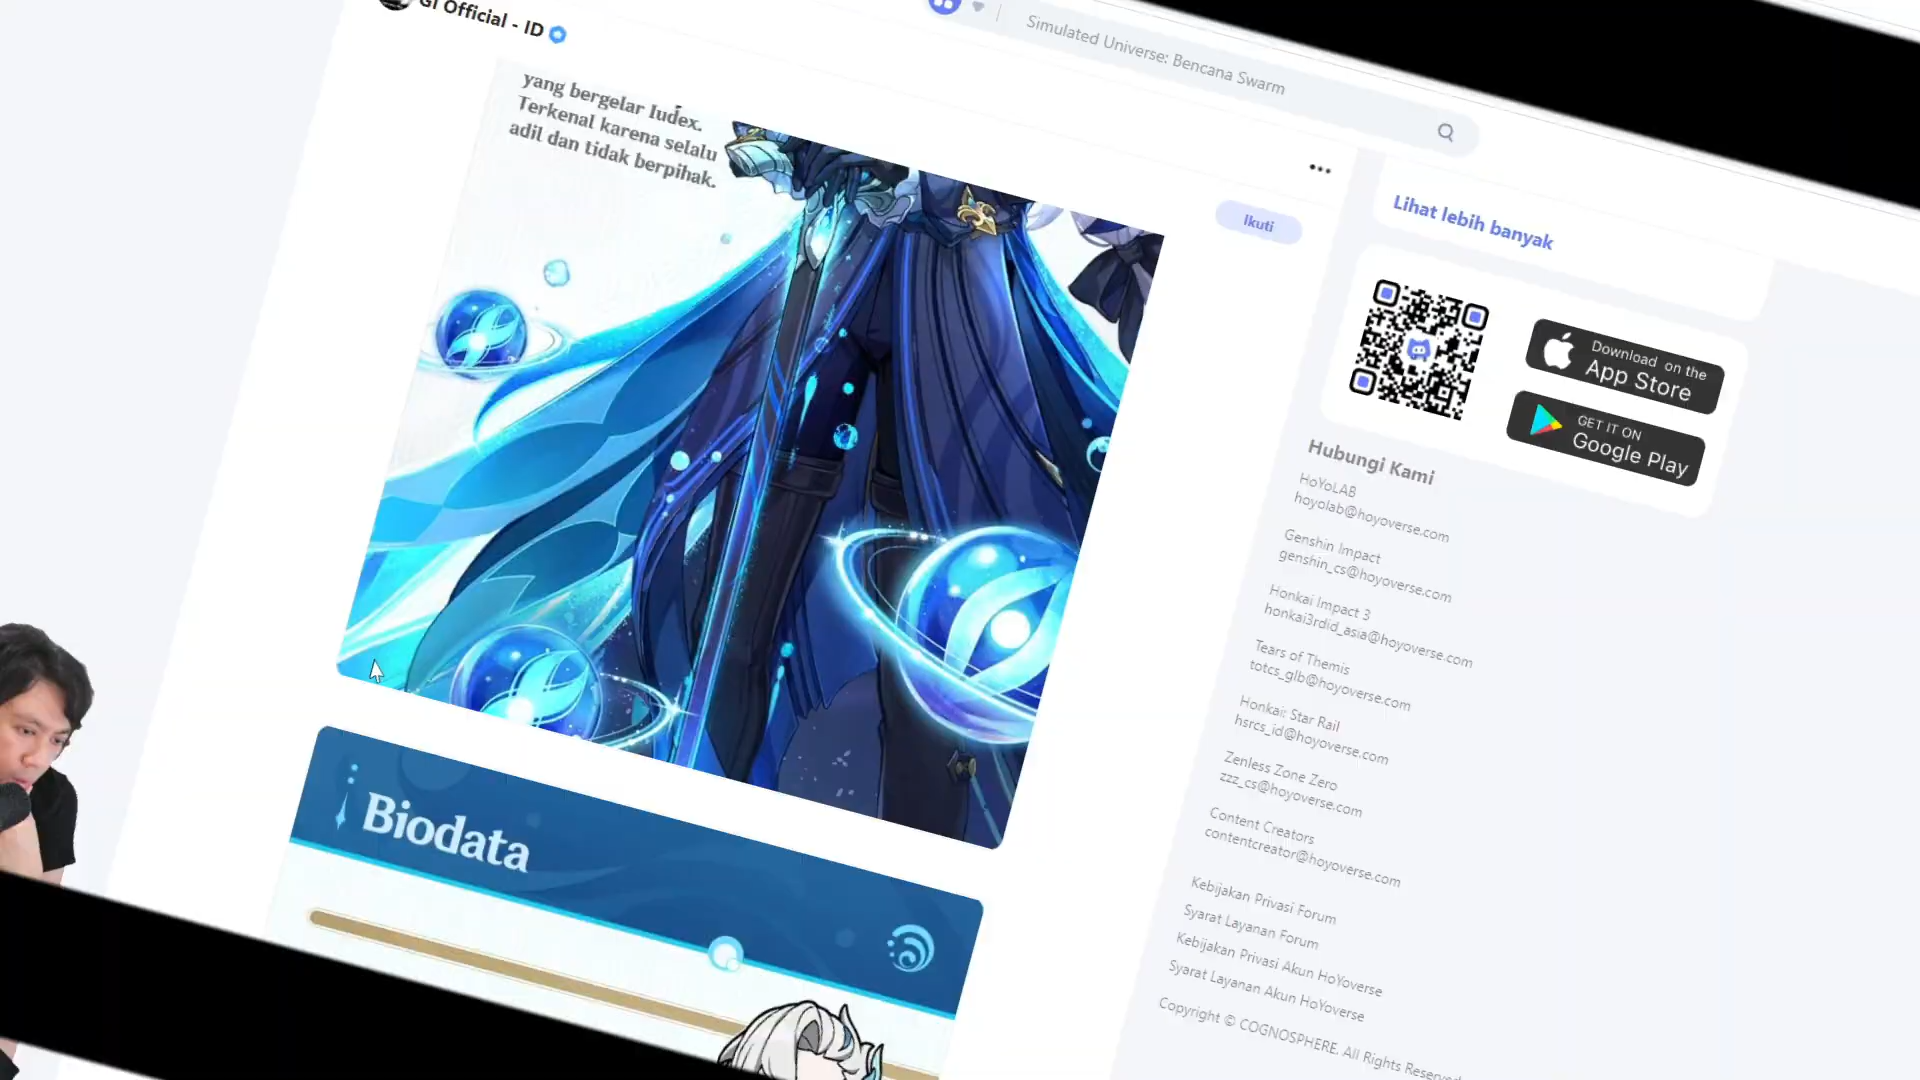 GI Official - ID
Simulated Universe: Bencana Swarm
yang bergelar Iudex.
Terkenal karena selalu
adil dan tidak berpihak.
Ikuti
Lihat lebih banyak
Download on the
App Store
GET IT ON
Google Play
Hubungi Kami
HoYoLAB
hoyolab@hoyoverse.com
Genshin Impact
genshin_cs@hoyoverse.com
Honkai Impact 3
honkai3rdid_asia@hoyoverse.com
Tears of Themis
totcs_glb@hoyoverse.com
Honkai: Star Rail
hsrcs_id@hoyoverse.com
Zenless Zone Zero
zzz_cs@hoyoverse.com
Content Creators
contentcreator@hoyoverse.com
Kebijakan Privasi Forum
Syarat Layanan Forum
Kebijakan Privasi Akun HoYoverse
Syarat Layanan Akun HoYoverse
Copyright © COGNOSPHERE. All Rights Reserved
Biodata